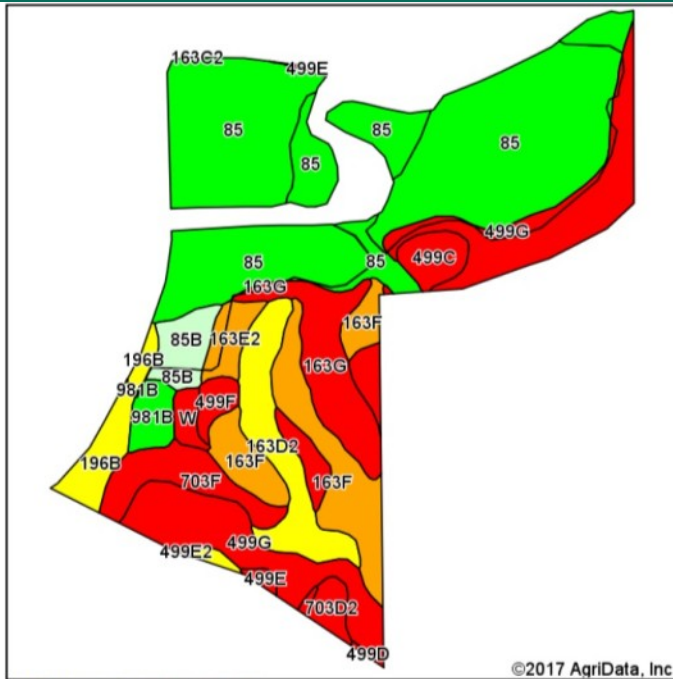 163C2
499E
85
85
85
85
499G
499C
85
85
163G
163F
85B
163E2
196B
163G
85B
981B
499F
981B
W
163D2
196B
163F
703F
163F
499G
499E2
499E
703D2
499D
©2017 AgriData, Inc